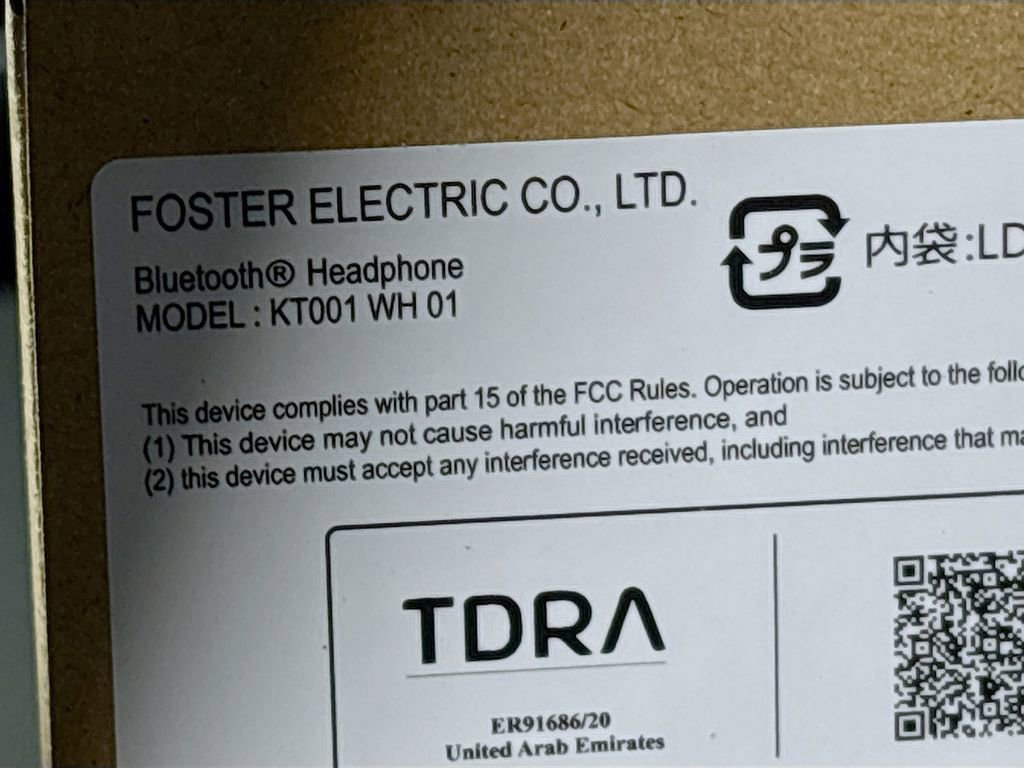 FOSTER ELECTRIC CO., LTD.
Bluetooth® Headphone
MODEL : KT001 WH 01
プラ
内袋:LD
This device complies with part 15 of the FCC Rules. Operation is subject to the
(1) This device may not cause harmful interference, and
(2) this device must accept any interference received, including interference that
TDRA
ER91686/20
United Arab Emirates